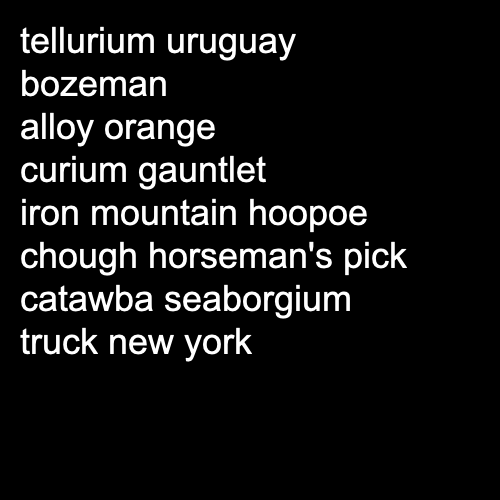 tellurium uruguay
bozeman
alloy orange
curium gauntlet
iron mountain hoopoe
chough horseman's pick
catawba seaborgium
truck new york